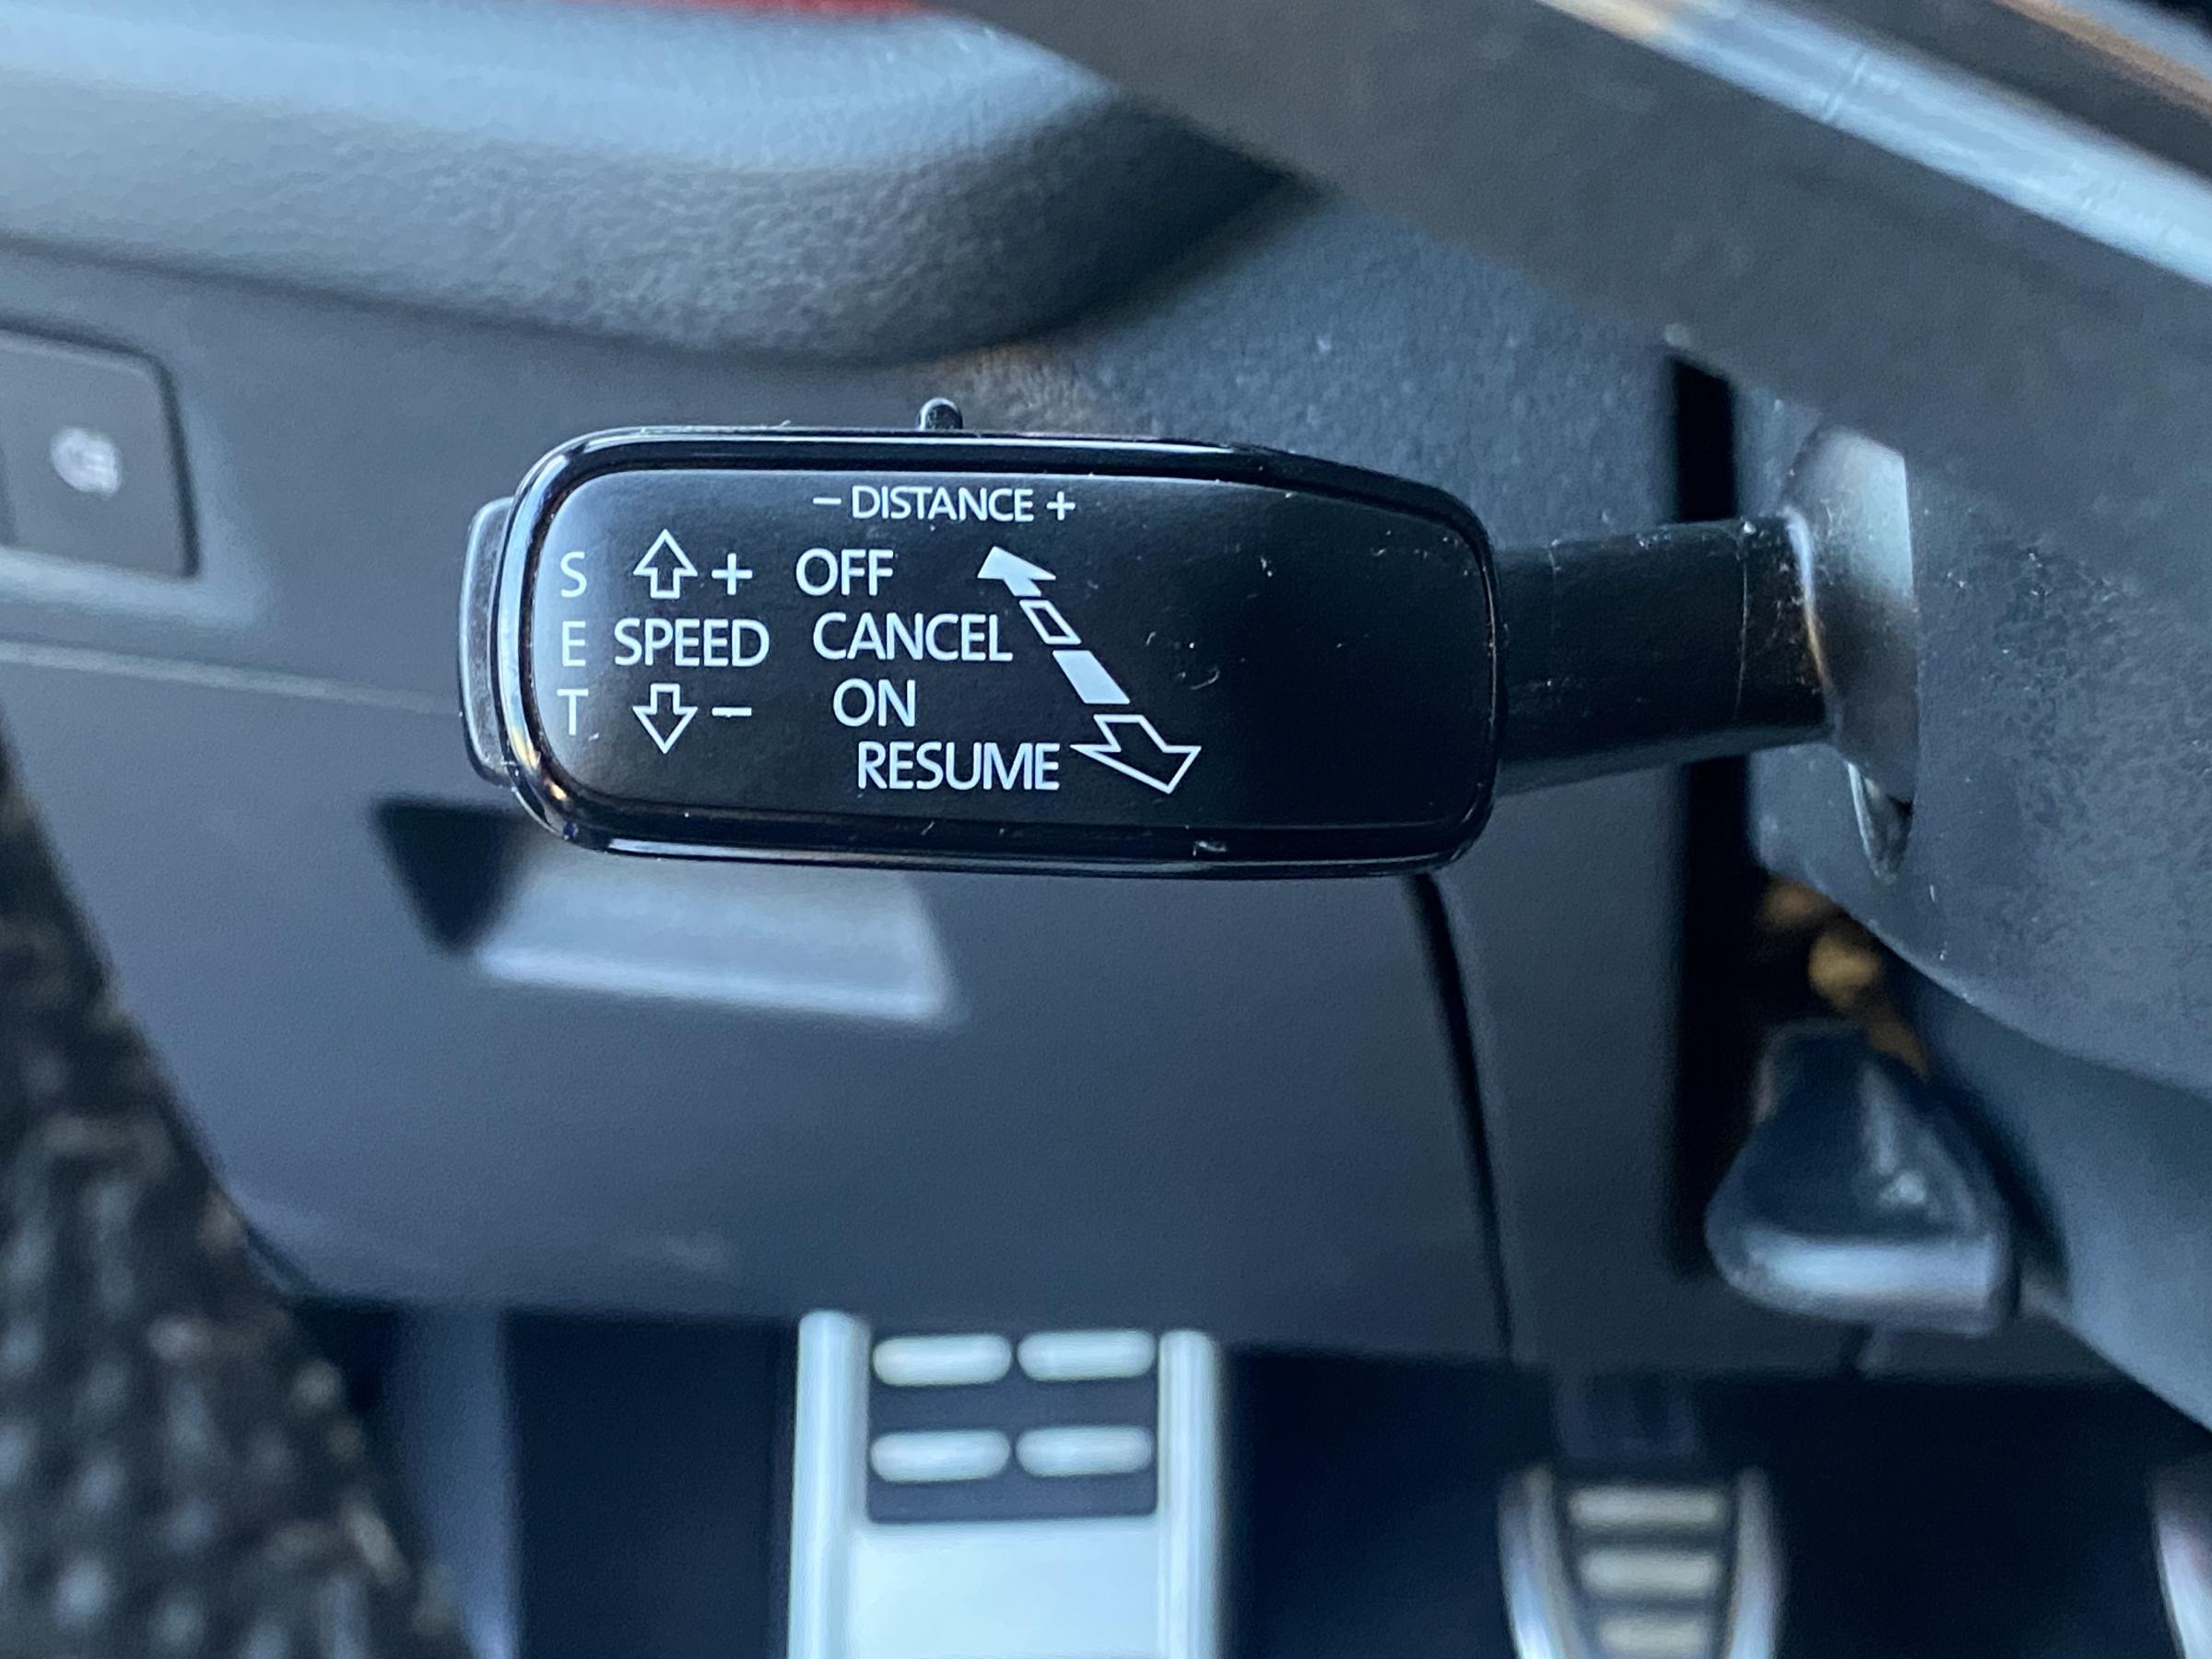 − DISTANCE +
S + OFF
E SPEED CANCEL
T − ON
RESUME